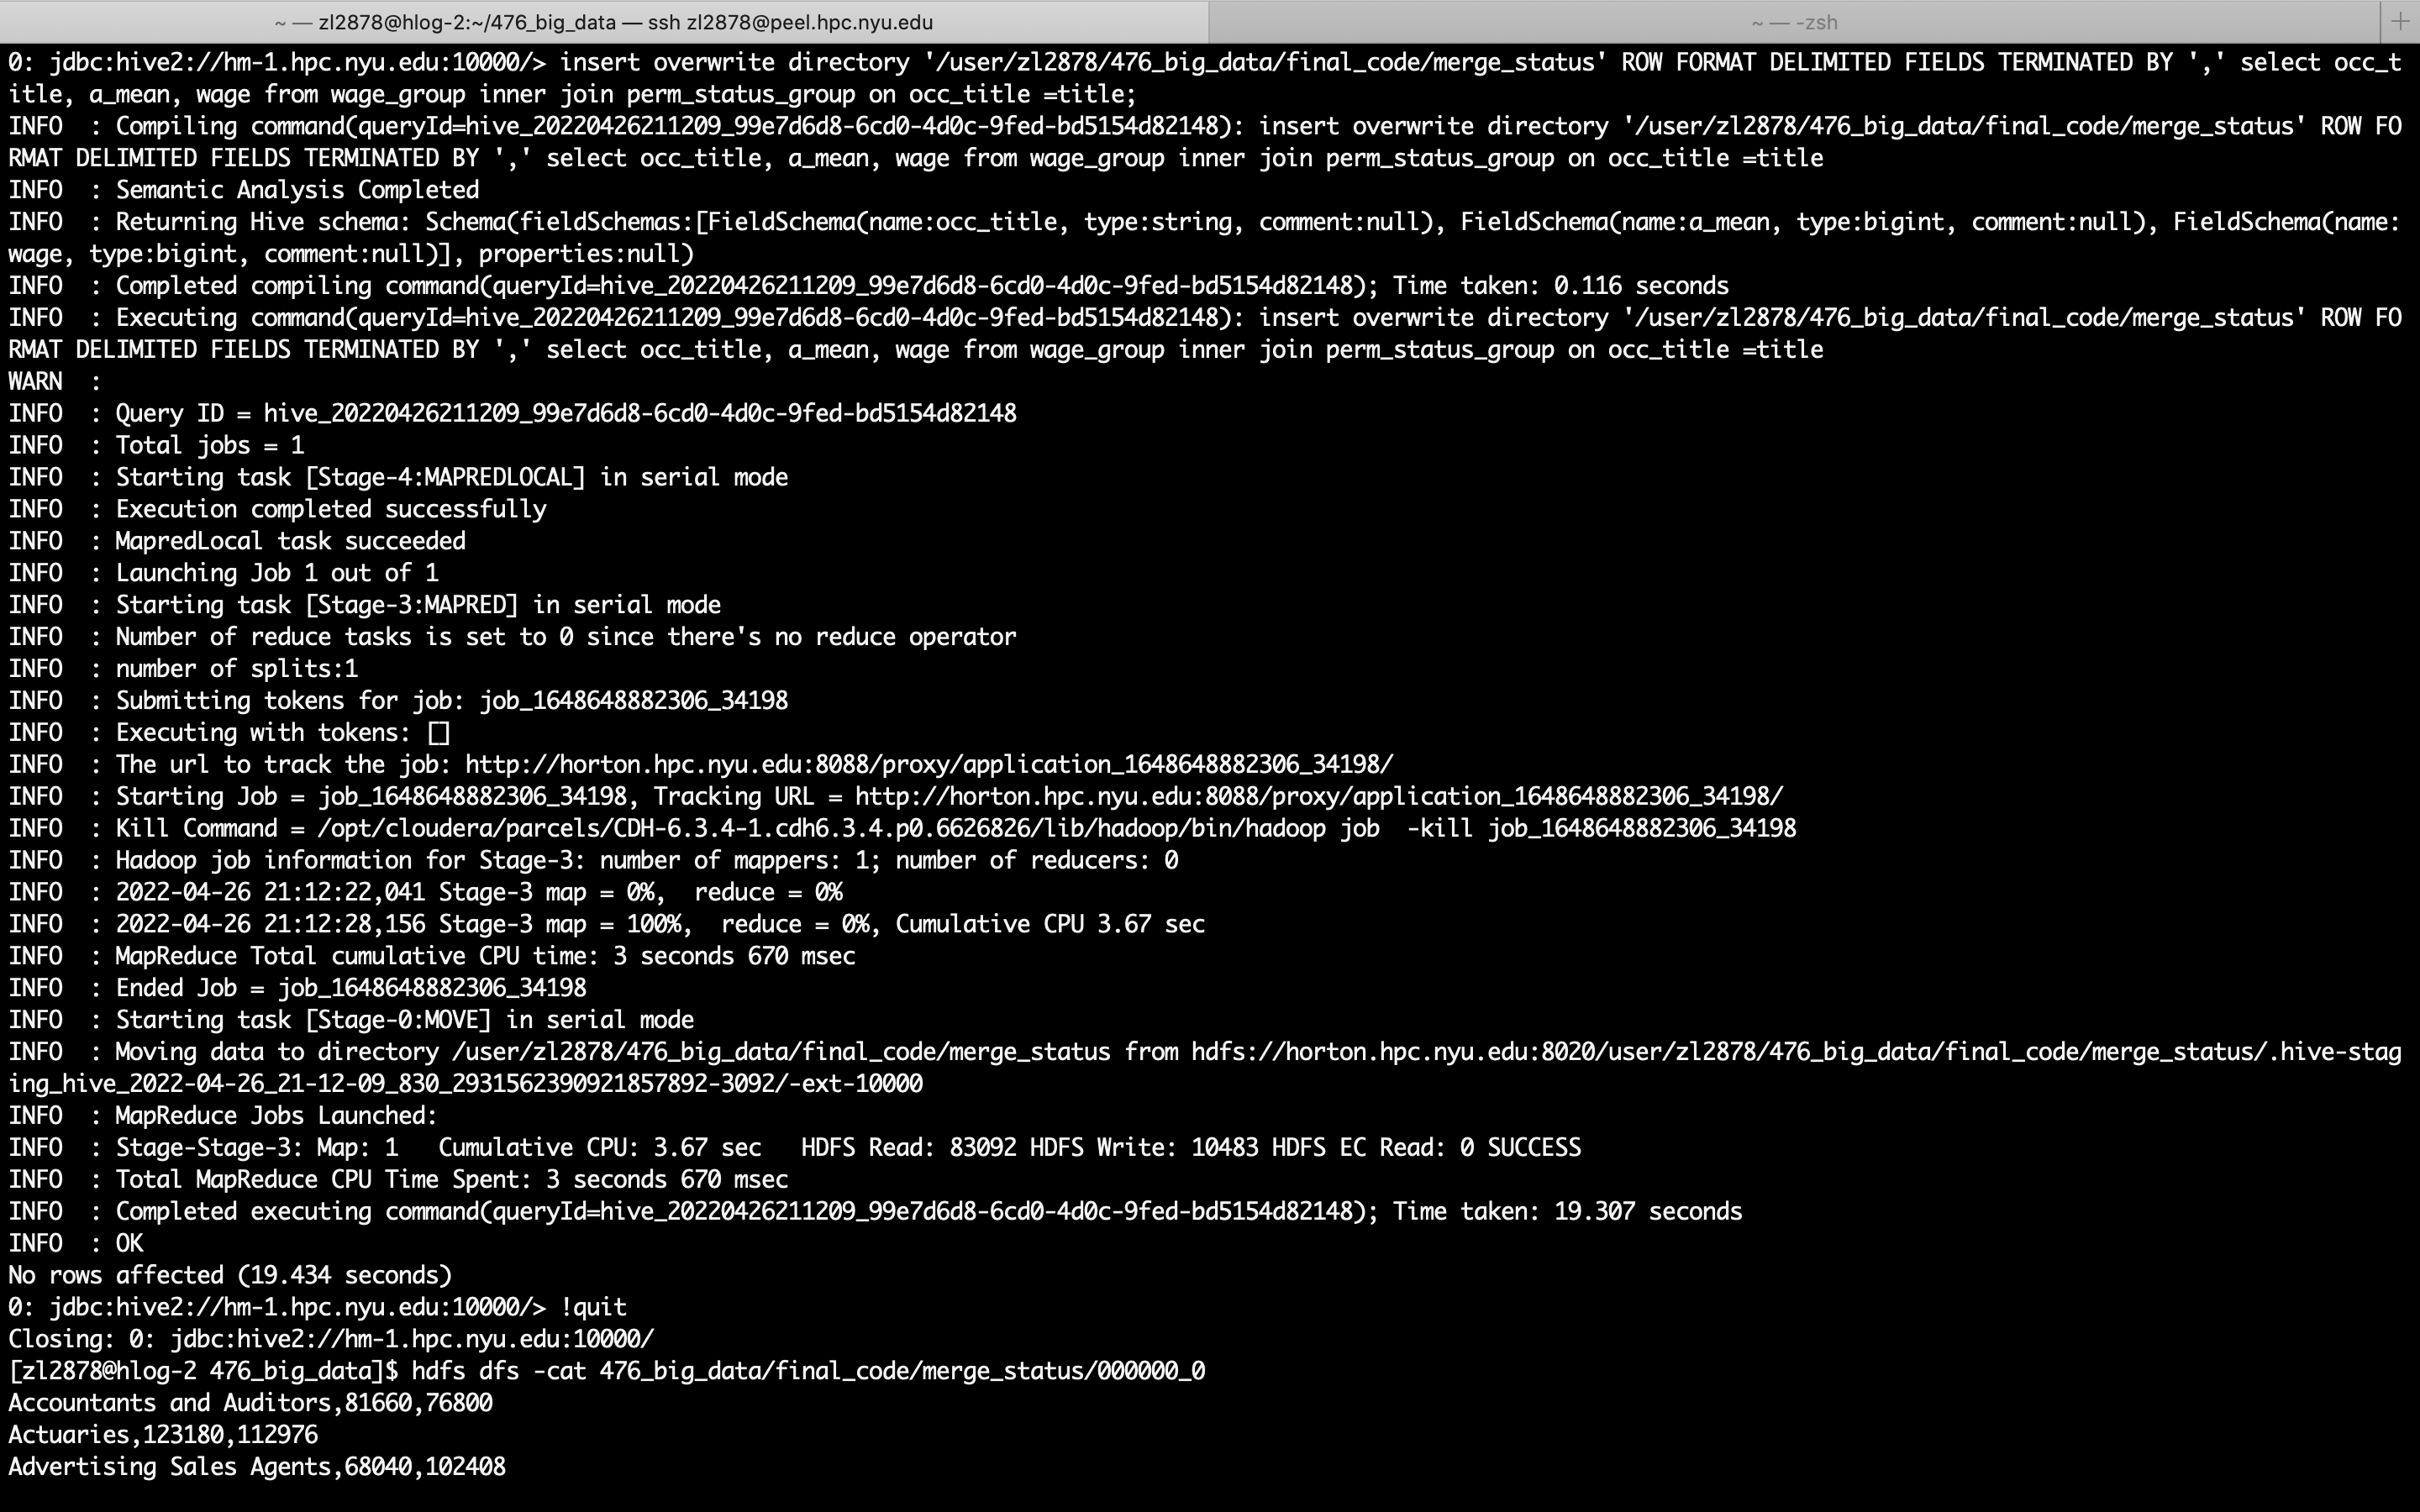 ~ — zl2878@hlog-2:~/476_big_data — ssh zl2878@peel.hpc.nyu.edu
~ — -zsh
+
0: jdbc:hive2://hm-1.hpc.nyu.edu:10000/> insert overwrite directory '/user/zl2878/476_big_data/final_code/merge_status' ROW FORMAT DELIMITED FIELDS TERMINATED BY ',' select occ_t
itle, a_mean, wage from wage_group inner join perm_status_group on occ_title =title;
INFO  : Compiling command(queryId=hive_20220426211209_99e7d6d8-6cd0-4d0c-9fed-bd5154d82148): insert overwrite directory '/user/zl2878/476_big_data/final_code/merge_status' ROW FO
RMAT DELIMITED FIELDS TERMINATED BY ',' select occ_title, a_mean, wage from wage_group inner join perm_status_group on occ_title =title
INFO  : Semantic Analysis Completed
INFO  : Returning Hive schema: Schema(fieldSchemas:[FieldSchema(name:occ_title, type:string, comment:null), FieldSchema(name:a_mean, type:bigint, comment:null), FieldSchema(name:
wage, type:bigint, comment:null)], properties:null)
INFO  : Completed compiling command(queryId=hive_20220426211209_99e7d6d8-6cd0-4d0c-9fed-bd5154d82148); Time taken: 0.116 seconds
INFO  : Executing command(queryId=hive_20220426211209_99e7d6d8-6cd0-4d0c-9fed-bd5154d82148): insert overwrite directory '/user/zl2878/476_big_data/final_code/merge_status' ROW FO
RMAT DELIMITED FIELDS TERMINATED BY ',' select occ_title, a_mean, wage from wage_group inner join perm_status_group on occ_title =title
WARN  :
INFO  : Query ID = hive_20220426211209_99e7d6d8-6cd0-4d0c-9fed-bd5154d82148
INFO  : Total jobs = 1
INFO  : Starting task [Stage-4:MAPREDLOCAL] in serial mode
INFO  : Execution completed successfully
INFO  : MapredLocal task succeeded
INFO  : Launching Job 1 out of 1
INFO  : Starting task [Stage-3:MAPRED] in serial mode
INFO  : Number of reduce tasks is set to 0 since there's no reduce operator
INFO  : number of splits:1
INFO  : Submitting tokens for job: job_1648648882306_34198
INFO  : Executing with tokens: []
INFO  : The url to track the job: http://horton.hpc.nyu.edu:8088/proxy/application_1648648882306_34198/
INFO  : Starting Job = job_1648648882306_34198, Tracking URL = http://horton.hpc.nyu.edu:8088/proxy/application_1648648882306_34198/
INFO  : Kill Command = /opt/cloudera/parcels/CDH-6.3.4-1.cdh6.3.4.p0.6626826/lib/hadoop/bin/hadoop job  -kill job_1648648882306_34198
INFO  : Hadoop job information for Stage-3: number of mappers: 1; number of reducers: 0
INFO  : 2022-04-26 21:12:22,041 Stage-3 map = 0%,  reduce = 0%
INFO  : 2022-04-26 21:12:28,156 Stage-3 map = 100%,  reduce = 0%, Cumulative CPU 3.67 sec
INFO  : MapReduce Total cumulative CPU time: 3 seconds 670 msec
INFO  : Ended Job = job_1648648882306_34198
INFO  : Starting task [Stage-0:MOVE] in serial mode
INFO  : Moving data to directory /user/zl2878/476_big_data/final_code/merge_status from hdfs://horton.hpc.nyu.edu:8020/user/zl2878/476_big_data/final_code/merge_status/.hive-stag
ing_hive_2022-04-26_21-12-09_830_2931562390921857892-3092/-ext-10000
INFO  : MapReduce Jobs Launched:
INFO  : Stage-Stage-3: Map: 1   Cumulative CPU: 3.67 sec   HDFS Read: 83092 HDFS Write: 10483 HDFS EC Read: 0 SUCCESS
INFO  : Total MapReduce CPU Time Spent: 3 seconds 670 msec
INFO  : Completed executing command(queryId=hive_20220426211209_99e7d6d8-6cd0-4d0c-9fed-bd5154d82148); Time taken: 19.307 seconds
INFO  : OK
No rows affected (19.434 seconds)
0: jdbc:hive2://hm-1.hpc.nyu.edu:10000/> !quit
Closing: 0: jdbc:hive2://hm-1.hpc.nyu.edu:10000/
[zl2878@hlog-2 476_big_data]$ hdfs dfs -cat 476_big_data/final_code/merge_status/000000_0
Accountants and Auditors,81660,76800
Actuaries,123180,112976
Advertising Sales Agents,68040,102408